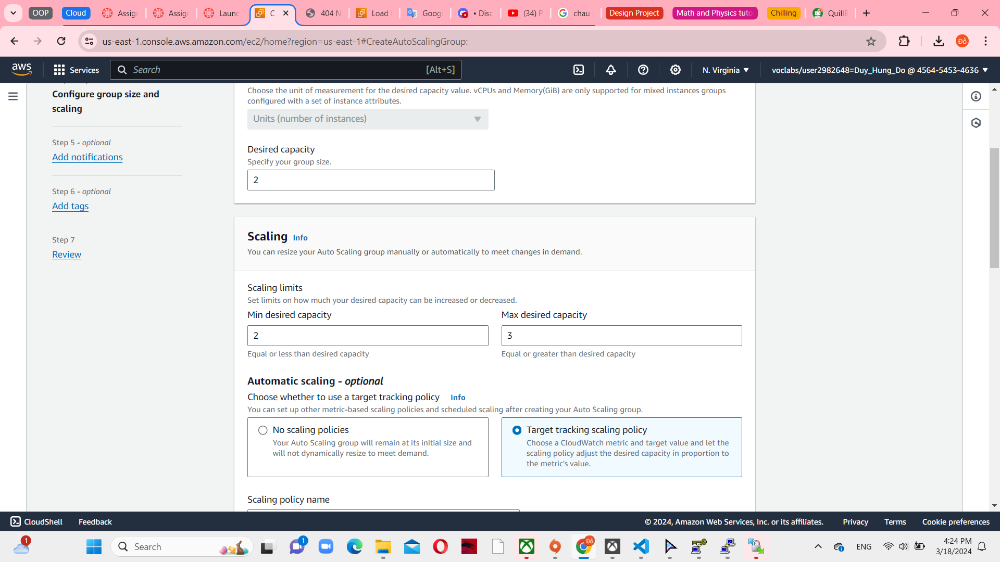 OOP
Cloud
Assig
Assig
Launc
C
404 N
Load
Goog
• Disc
(34) P
chau
Design Project
Math and Physics tuto
Chilling
QuillB
us-east-1.console.aws.amazon.com/ec2/home?region=us-east-1#CreateAutoScalingGroup:
Đỗ
aws
Services
Search
[Alt+S]
N. Virginia
voclabs/user2982648=Duy_Hung_Do @ 4564-5453-4636
Configure group size and
scaling
Step 5 - optional
Add notifications
Step 6 - optional
Add tags
Step 7
Review
Choose the unit of measurement for the desired capacity value. vCPUs and Memory(GiB) are only supported for mixed instances groups
configured with a set of instance attributes.
Units (number of instances)
Desired capacity
Specify your group size.
2
Scaling Info
You can resize your Auto Scaling group manually or automatically to meet changes in demand.
Scaling limits
Set limits on how much your desired capacity can be increased or decreased.
Min desired capacity
2
Equal or less than desired capacity
Max desired capacity
3
Equal or greater than desired capacity
Automatic scaling - optional
Choose whether to use a target tracking policy Info
You can set up other metric-based scaling policies and scheduled scaling after creating your Auto Scaling group.
No scaling policies
Your Auto Scaling group will remain at its initial size and
will not dynamically resize to meet demand.
Target tracking scaling policy
Choose a CloudWatch metric and target value and let the
scaling policy adjust the desired capacity in proportion to
the metric's value.
Scaling policy name
CloudShell
Feedback
© 2024, Amazon Web Services, Inc. or its affiliates.
Privacy
Terms
Cookie preferences
1
Search
1
Đỗ
ENG
4:24 PM
3/18/2024